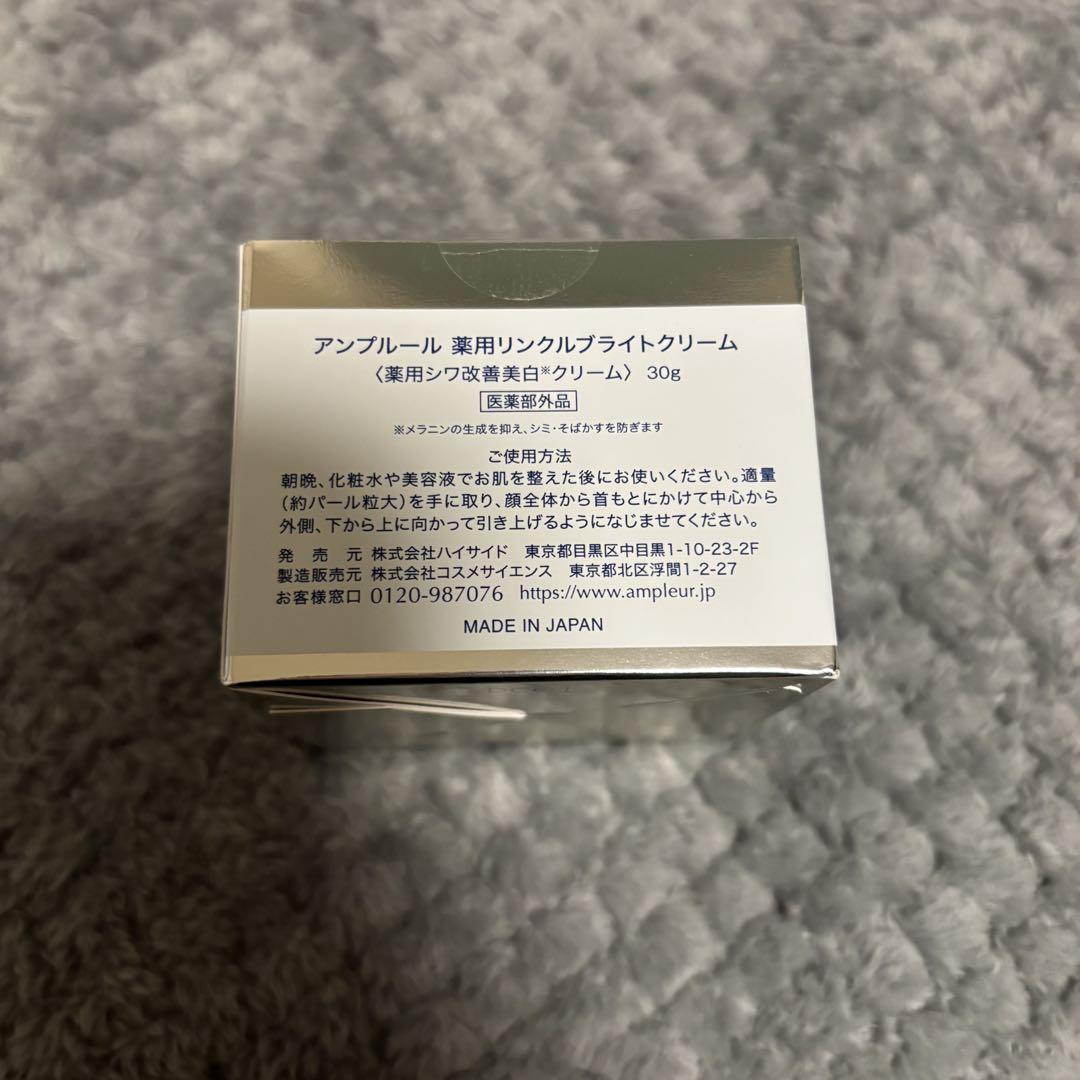 アンプルール 薬用リンクルブライトクリーム
〈薬用シワ改善美白※クリーム〉 30g
医薬部外品
※メラニンの生成を抑え、シミ・そばかすを防ぎます
ご使用方法
朝晩、化粧水や美容液でお肌を整えた後にお使いください。適量
（約パール粒大）を手に取り、顔全体から首もとにかけて中心から
外側、下から上に向かって引き上げるようになじませてください。
発売元 株式会社ハイサイド 東京都目黒区中目黒1-10-23-2F
製造販売元 株式会社コスメサイエンス 東京都北区浮間1-2-27
お客様窓口 0120-987076 https://www.ampleur.jp
MADE IN JAPAN